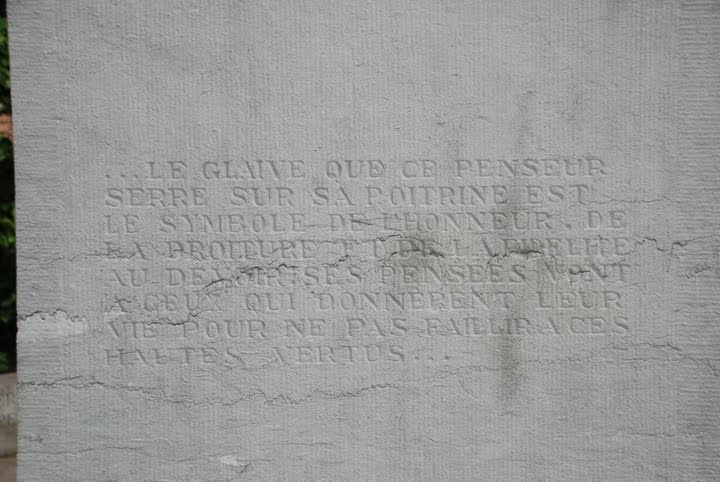 ...LE GLAIVE QUE CE PENSEUR
SERRE SUR SA POITRINE EST
LE SYMBOLE DE L'HONNEUR, DE
LA DROITURE ET DE LA FIDELITE
AU DEVOIR; SES PENSEES VONT
A CEUX QUI DONNERENT LEUR
VIE POUR NE PAS FAILLIR A CES
HAUTES VERTUS...